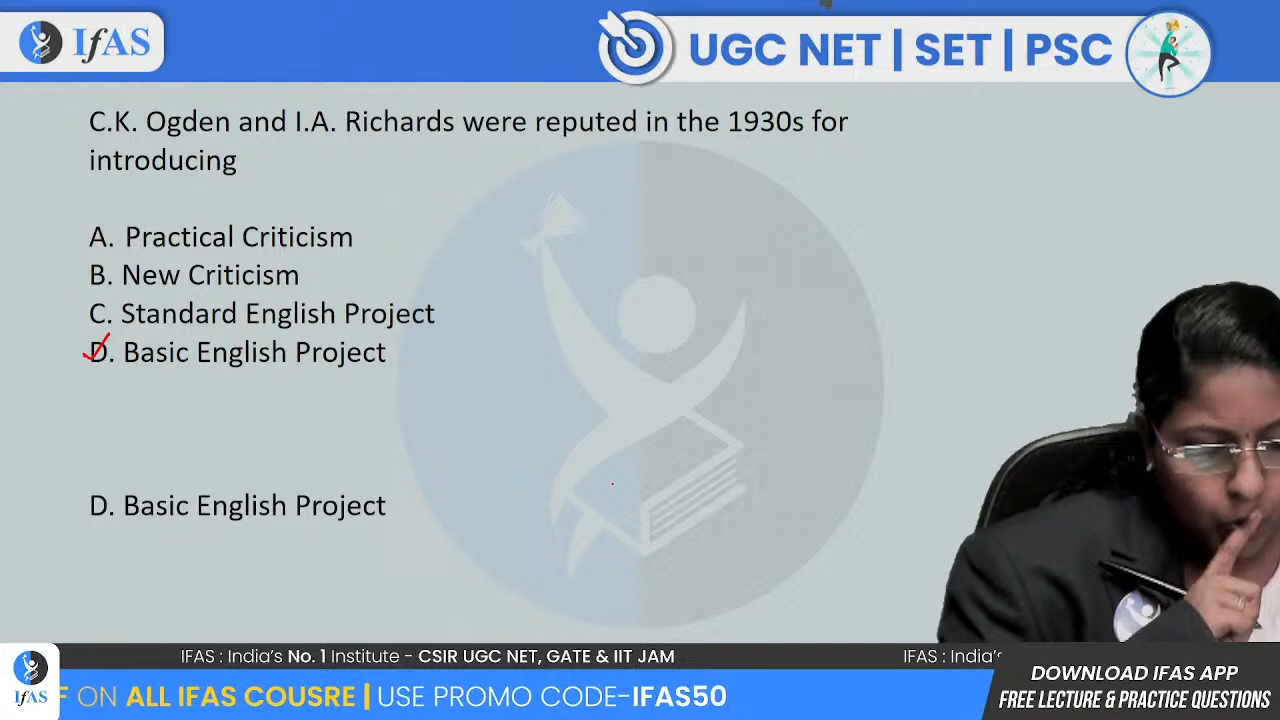 IfAS
UGC NET | SET | PSC
C.K. Ogden and I.A. Richards were reputed in the 1930s for
introducing
A. Practical Criticism
B. New Criticism
C. Standard English Project
D. Basic English Project
D. Basic English Project
IFAS : India's No. 1 Institute - CSIR UGC NET, GATE & IIT JAM
IFAS : India's
IfAS
F ON ALL IFAS COUSRE | USE PROMO CODE-IFAS50
DOWNLOAD IFAS APP
FREE LECTURE & PRACTICE QUESTIONS